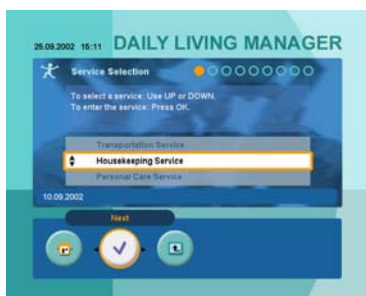 25.09.2002 15:11 DAILY LIVING MANAGER
Service Selection
To select a service: Use UP or DOWN.
To enter the service: Press OK.
Transportation Service
Housekeeping Service
Personal Care Service
10.09.2002
Next